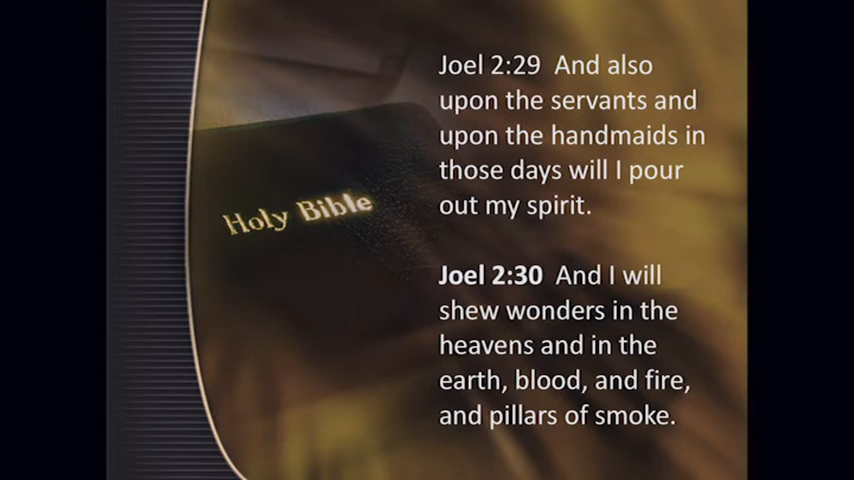 Holy Bible
Joel 2:29  And also
upon the servants and
upon the handmaids in
those days will I pour
out my spirit.
Joel 2:30  And I will
shew wonders in the
heavens and in the
earth, blood, and fire,
and pillars of smoke.